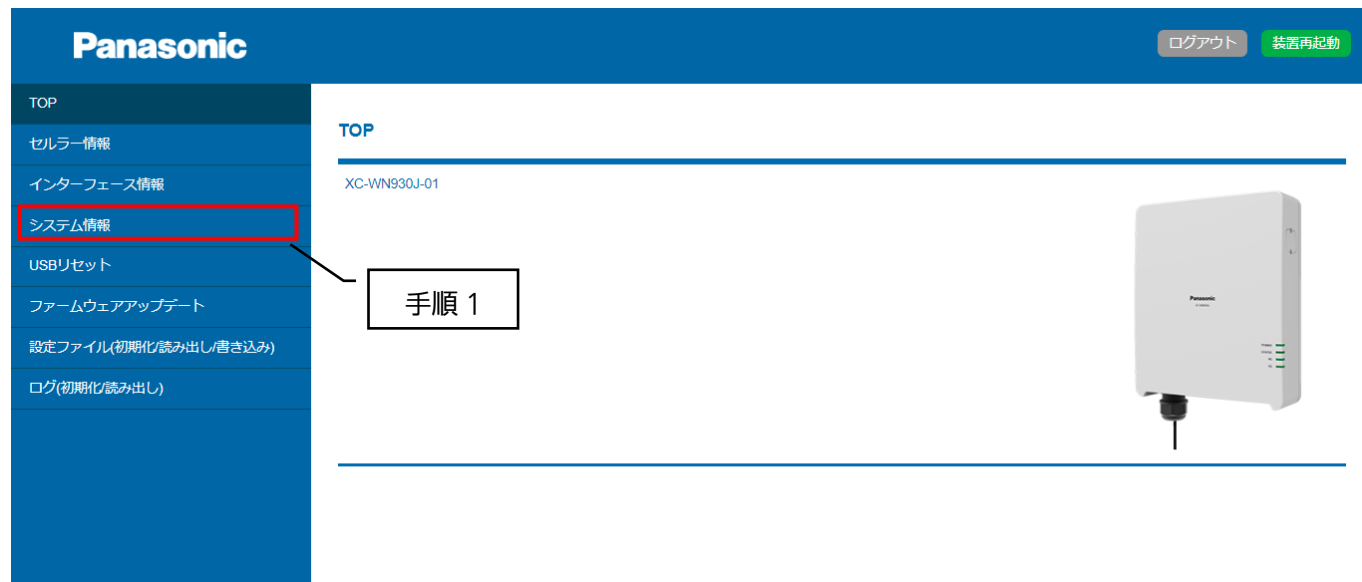 Panasonic
ログアウト
装置再起動
TOP
セルラー情報
インターフェース情報
システム情報
USBリセット
ファームウェアアップデート
設定ファイル(初期化/読み出し/書き込み)
ログ(初期化/読み出し)
TOP
XC-WN930J-01
手順 1
Panasonic